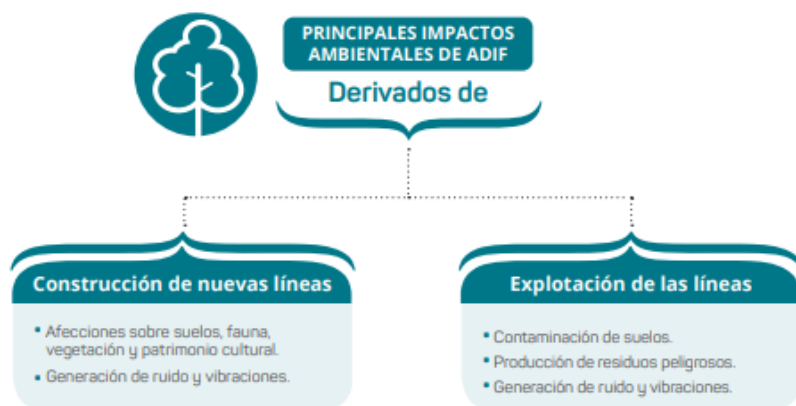 PRINCIPALES IMPACTOS
AMBIENTALES DE ADIF
Derivados de
Construcción de nuevas líneas
• Afecciones sobre suelos, fauna,
vegetación y patrimonio cultural.
• Generación de ruido y vibraciones.
Explotación de las líneas
• Contaminación de suelos.
• Producción de residuos peligrosos.
• Generación de ruido y vibraciones.